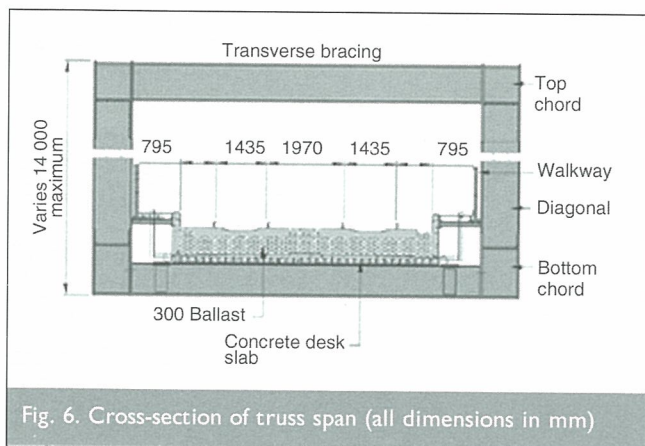 Transverse bracing
Top
chord
795 1435 1970 1435 795
Varies 14 000
maximum
Walkway
Diagonal
Bottom
chord
300 Ballast
Concrete desk
slab
Fig. 6. Cross-section of truss span (all dimensions in mm)